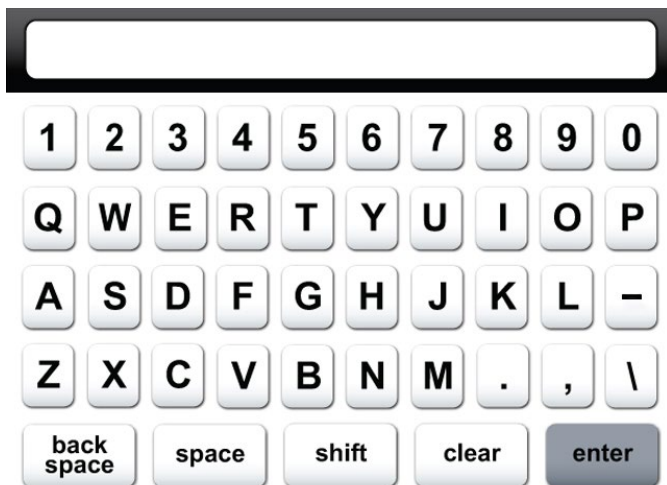 1 2 3 4 5 6 7 8 9 0
Q W E R T Y U I O P
A S D F G H J K L –
Z X C V B N M . , \
back space space shift clear enter